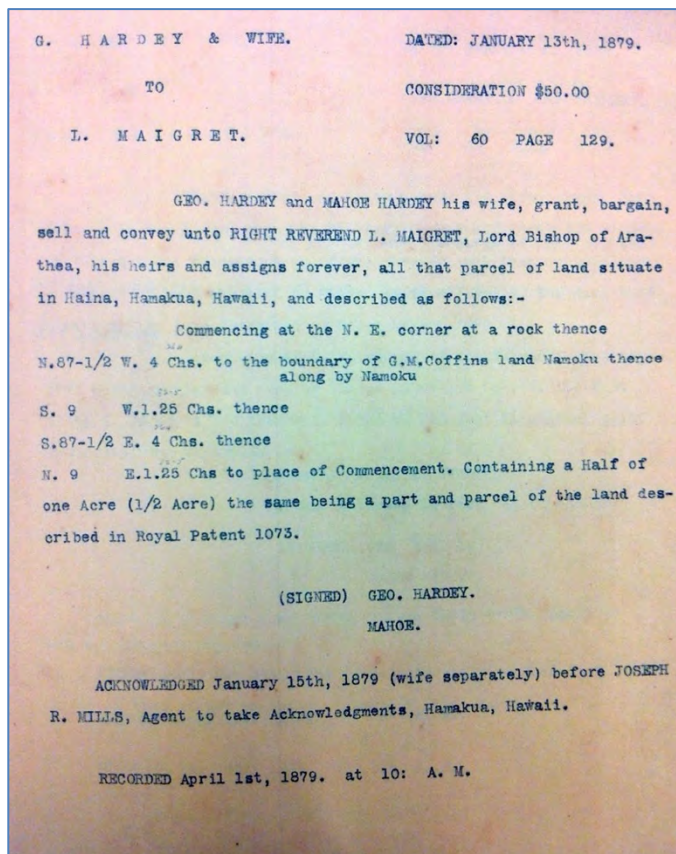 G. HARDEY & WIFE. DATED: JANUARY 13th, 1879.
TO CONSIDERATION $50.00
L. MAIGRET. VOL: 60 PAGE 129.
GEO. HARDEY and MAHOE HARDEY his wife, grant, bargain,
sell and convey unto RIGHT REVEREND L. MAIGRET, Lord Bishop of Ara-
thea, his heirs and assigns forever, all that parcel of land situate
in Haina, Hamakua, Hawaii, and described as follows:-
Commencing at the N. E. corner at a rock thence
N.87-1/2 W. 4 Chs. to the boundary of G.M.Coffins land Namoku thence
along by Namoku
S. 9 W.1.25 Chs. thence
S.87-1/2 E. 4 Chs. thence
N. 9 E.1.25 Chs to place of Commencement. Containing a Half of
one Acre (1/2 Acre) the same being a part and parcel of the land des-
cribed in Royal Patent 1073.
(SIGNED) GEO. HARDEY.
MAHOE.
ACKNOWLEDGED January 15th, 1879 (wife separately) before JOSEPH
R. MILLS, Agent to take Acknowledgments, Hamakua, Hawaii.
RECORDED April 1st, 1879. at 10: A. M.